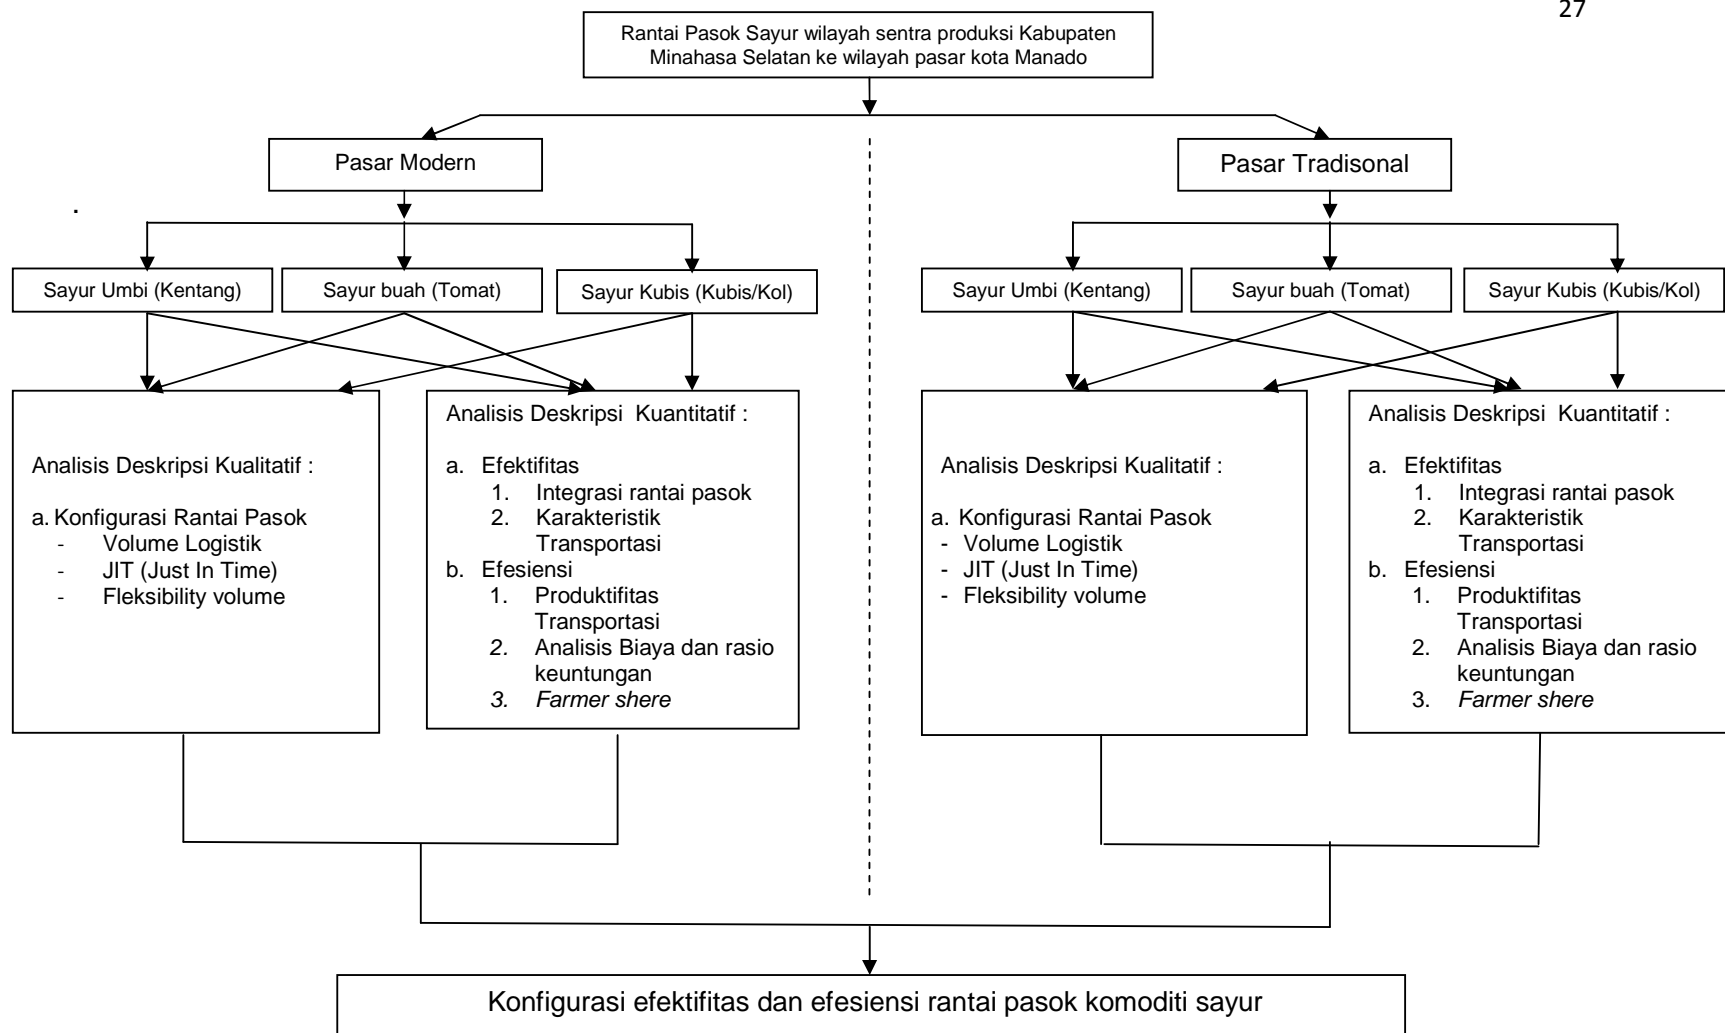 27
Rantai Pasok Sayur wilayah sentra produksi Kabupaten
Minahasa Selatan ke wilayah pasar kota Manado
Pasar Modern
Pasar Tradisonal
.
Sayur Umbi (Kentang)
Sayur buah (Tomat)
Sayur Kubis (Kubis/Kol)
Sayur Umbi (Kentang)
Sayur buah (Tomat)
Sayur Kubis (Kubis/Kol)
Analisis Deskripsi Kualitatif :
a. Konfigurasi Rantai Pasok
- Volume Logistik
- JIT (Just In Time)
- Fleksibility volume
Analisis Deskripsi Kuantitatif :
a. Efektifitas
1. Integrasi rantai pasok
2. Karakteristik
Transportasi
b. Efesiensi
1. Produktifitas
Transportasi
2. Analisis Biaya dan rasio
keuntungan
3. Farmer shere
Analisis Deskripsi Kualitatif :
a. Konfigurasi Rantai Pasok
- Volume Logistik
- JIT (Just In Time)
- Fleksibility volume
Analisis Deskripsi Kuantitatif :
a. Efektifitas
1. Integrasi rantai pasok
2. Karakteristik
Transportasi
b. Efesiensi
1. Produktifitas
Transportasi
2. Analisis Biaya dan rasio
keuntungan
3. Farmer shere
Konfigurasi efektifitas dan efesiensi rantai pasok komoditi sayur